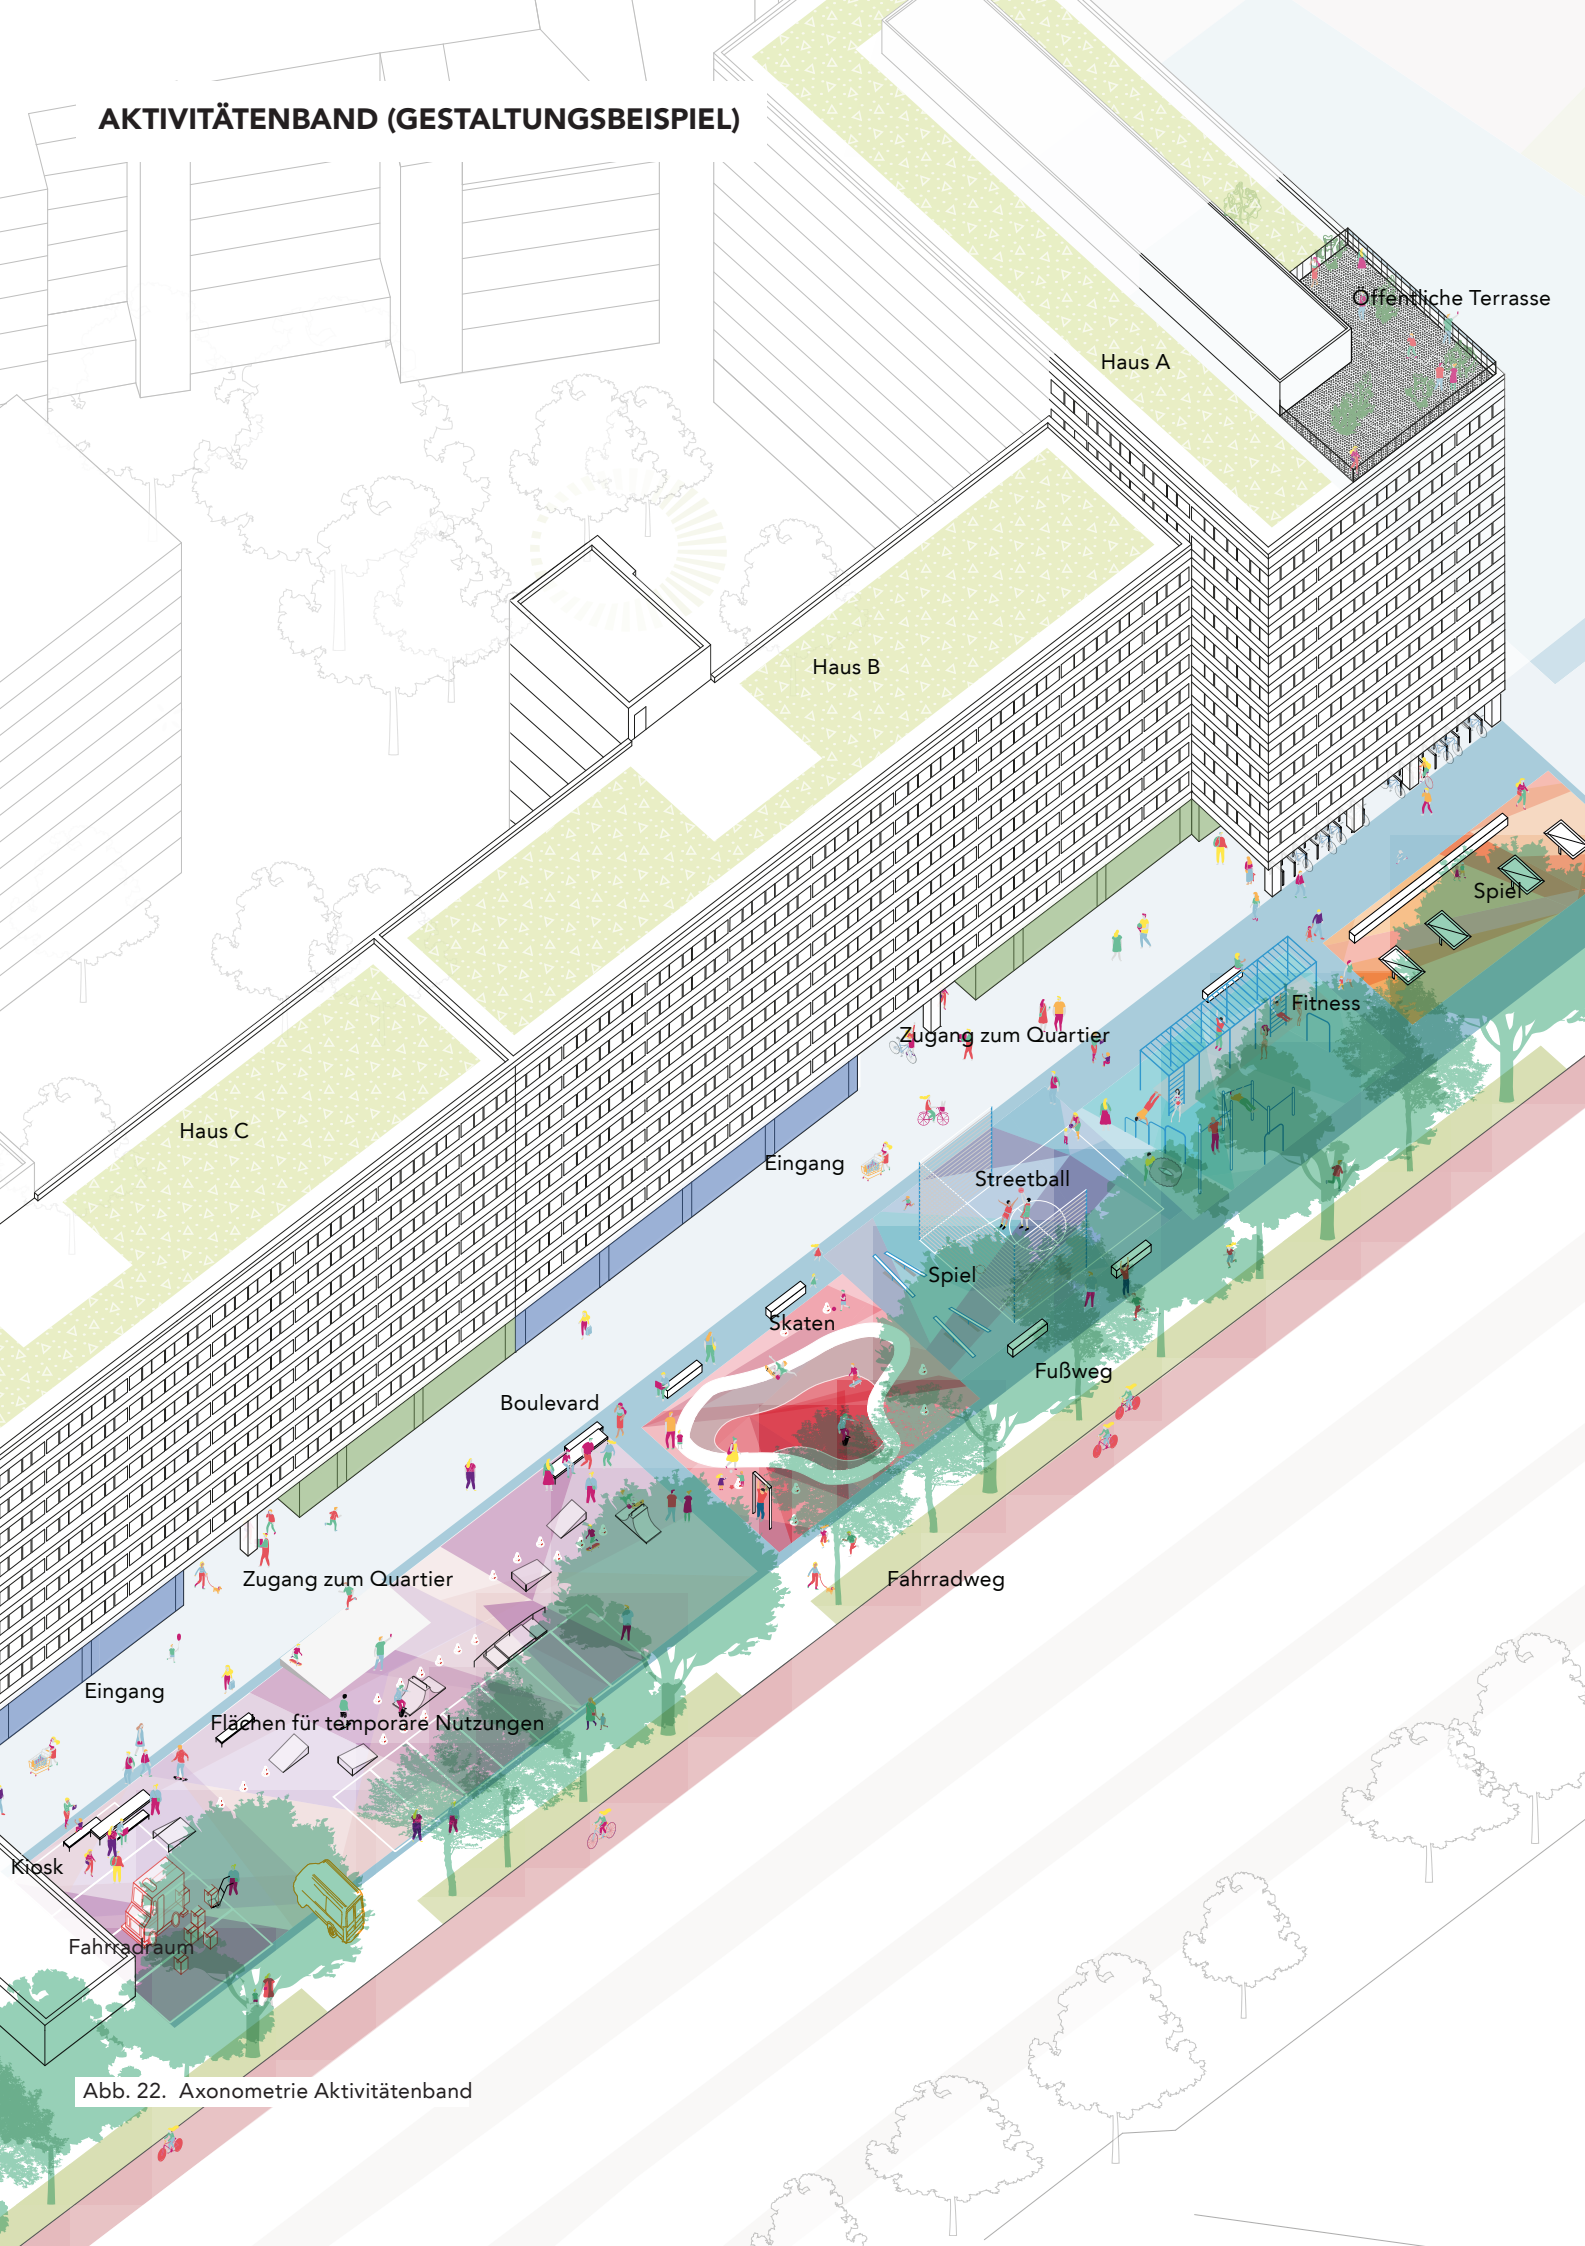 AKTIVITÄTENBAND (GESTALTUNGSBEISPIEL)
Öffentliche Terrasse
Haus A
Haus B
Spiel
Fitness
Zugang zum Quartier
Haus C
Eingang
Streetball
Spiel
Skaten
Fußweg
Boulevard
Zugang zum Quartier
Fahrradweg
Eingang
Flächen für temporäre Nutzungen
Kiosk
Fahrradraum
Abb. 22. Axonometrie Aktivitätenband